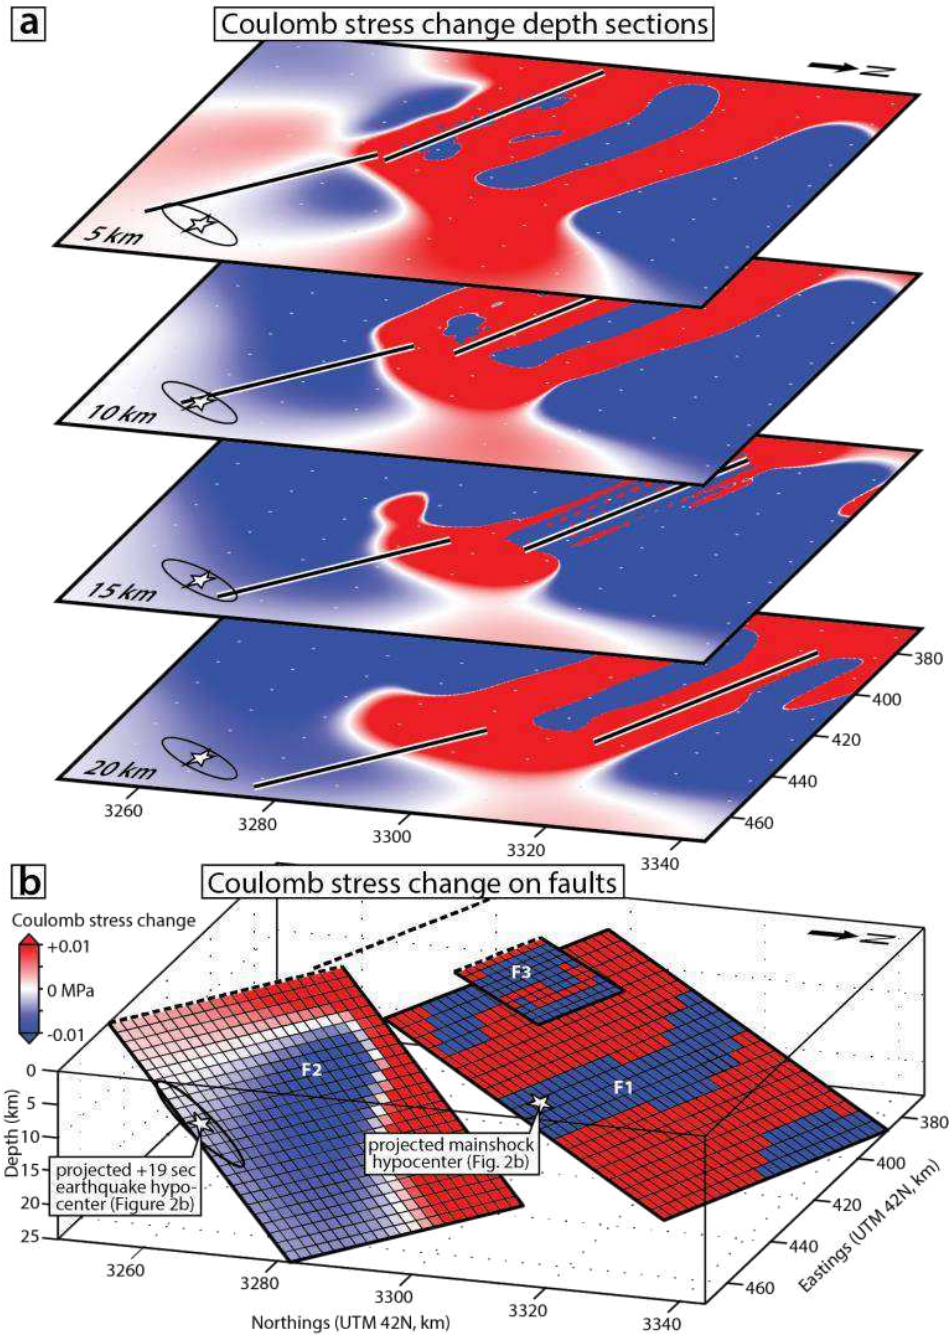 a
Coulomb stress change depth sections
N
5 km
10 km
15 km
20 km
380
400
420
440
460
3260
3280
3300
3320
3340
b
Coulomb stress change on faults
N
Coulomb stress change
+0.01
0 MPa
-0.01
F3
F2
F1
0
5
10
15
20
25
Depth (km)
projected mainshock
hypocenter (Fig. 2b)
projected +19 sec
earthquake hypo-
center (Figure 2b)
380
400
420
440
460
Eastings (UTM 42N, km)
3260
3280
3300
3320
3340
Northings (UTM 42N, km)